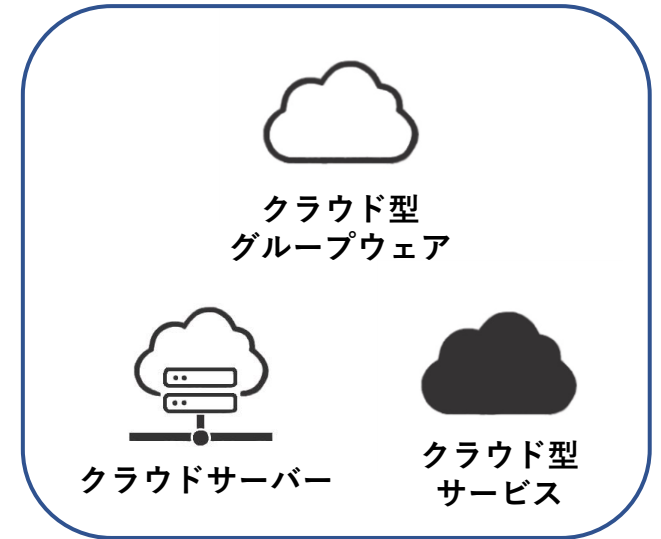 クラウド型
グループウェア
クラウドサーバー
クラウド型
サービス